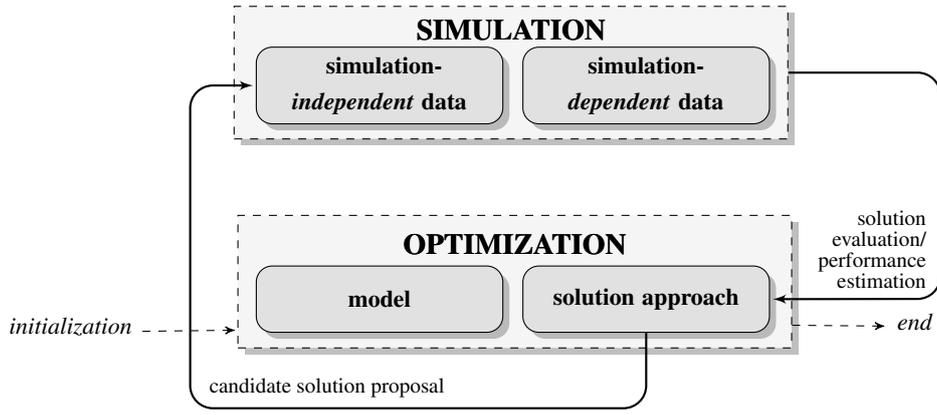 SIMULATION
simulation-
independent data
simulation-
dependent data
solution
evaluation/
performance
estimation
OPTIMIZATION
model
solution approach
initialization
end
candidate solution proposal